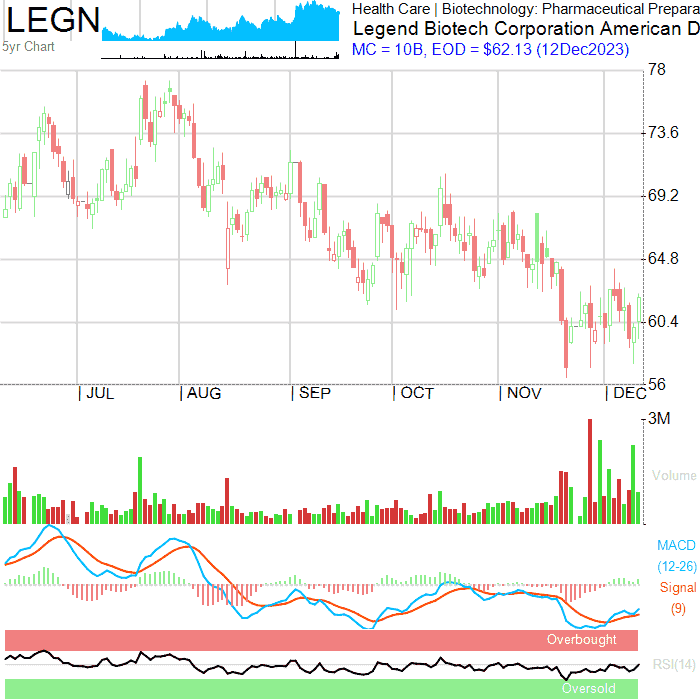 LEGN
5yr Chart
Health Care | Biotechnology: Pharmaceutical Prepara
Legend Biotech Corporation American D
MC = 10B, EOD = $62.13 (12Dec2023)
78
73.6
69.2
64.8
60.4
56
| JUL | AUG | SEP | OCT | NOV | DEC
3M
Volume
MACD
(12-26)
Signal
(9)
Overbought
RSI(14)
Oversold